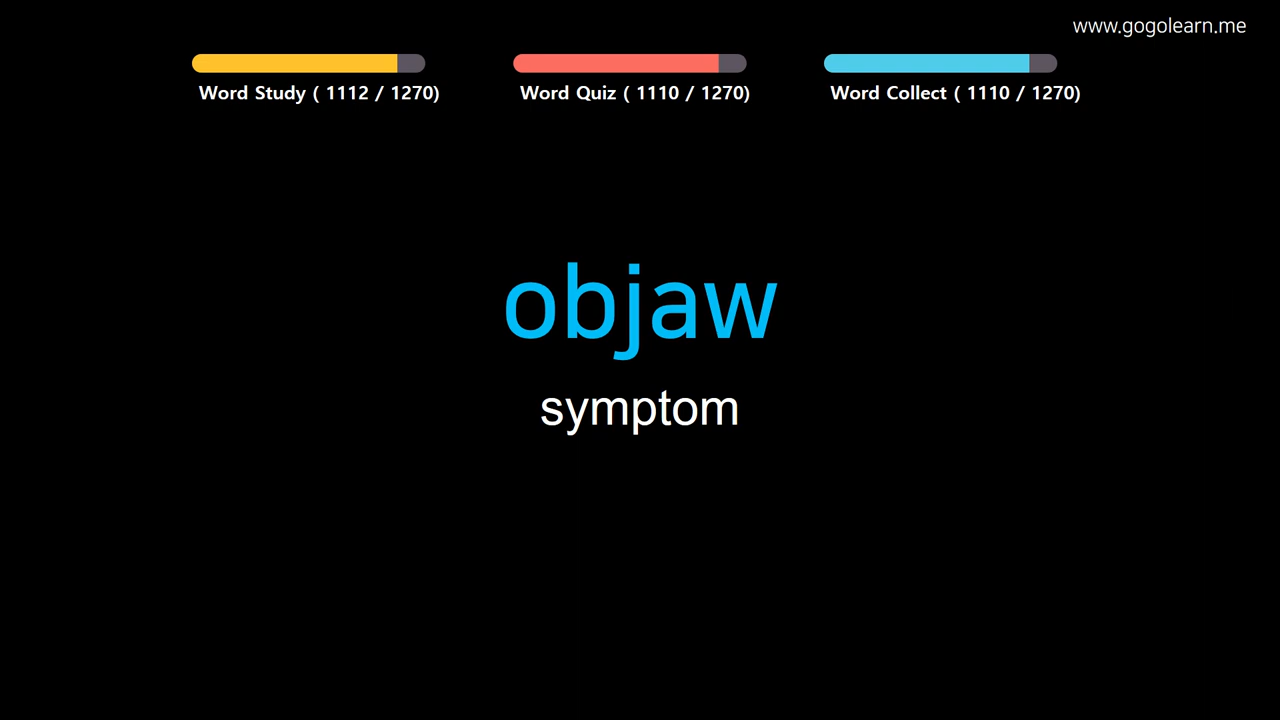 www.gogolearn.me
Word Study ( 1112 / 1270)
Word Quiz ( 1110 / 1270)
Word Collect ( 1110 / 1270)
objaw
symptom